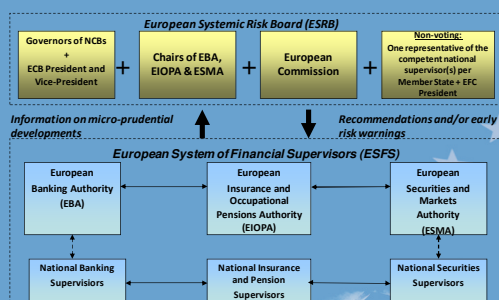 European Systemic Risk Board (ESRB)
Governors of NCBs
+
ECB President and
Vice-President
+
Chairs of EBA,
EIOPA & ESMA
+
European
Commission
+
Non-voting:
One representative of the
competent national
supervisor(s) per
Member State + EFC
President
Information on micro-prudential
developments
Recommendations and/or early
risk warnings
European System of Financial Supervisors (ESFS)
European
Banking Authority
(EBA)
European
Insurance and
Occupational
Pensions Authority
(EIOPA)
European
Securities and
Markets
Authority
(ESMA)
National Banking
Supervisors
National Insurance
and Pension
Supervisors
National Securities
Supervisors